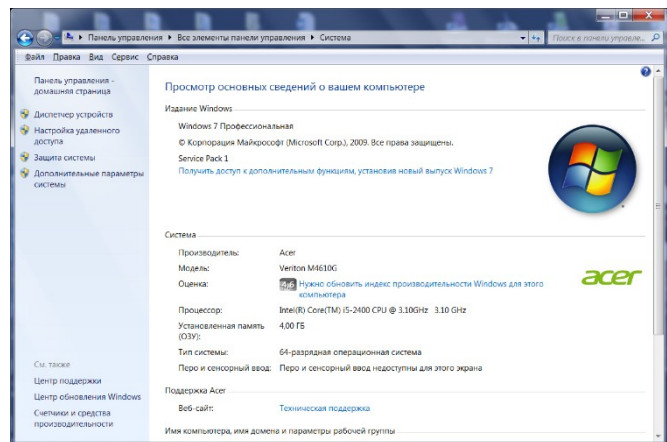 Панель управления ▸ Все элементы панели управления ▸ Система
Поиск в панели управле...
Файл Правка Вид Сервис Справка
Панель управления -
домашняя страница
Диспетчер устройств
Настройка удаленного
доступа
Защита системы
Дополнительные параметры
системы
См. также
Центр поддержки
Центр обновления Windows
Счетчики и средства
производительности
Просмотр основных сведений о вашем компьютере
Издание Windows
Windows 7 Профессиональная
© Корпорация Майкрософт (Microsoft Corp.), 2009. Все права защищены.
Service Pack 1
Получить доступ к дополнительным функциям, установив новый выпуск Windows 7
Система
Производитель: Acer
Модель: Veriton M4610G
Оценка: 4,6 Нужно обновить индекс производительности Windows для этого
компьютера
acer
Процессор: Intel(R) Core(TM) i5-2400 CPU @ 3.10GHz 3.10 GHz
Установленная память
(ОЗУ): 4,00 ГБ
Тип системы: 64-разрядная операционная система
Перо и сенсорный ввод: Перо и сенсорный ввод недоступны для этого экрана
Поддержка Acer
Веб-сайт: Техническая поддержка
Имя компьютера, имя домена и параметры рабочей группы